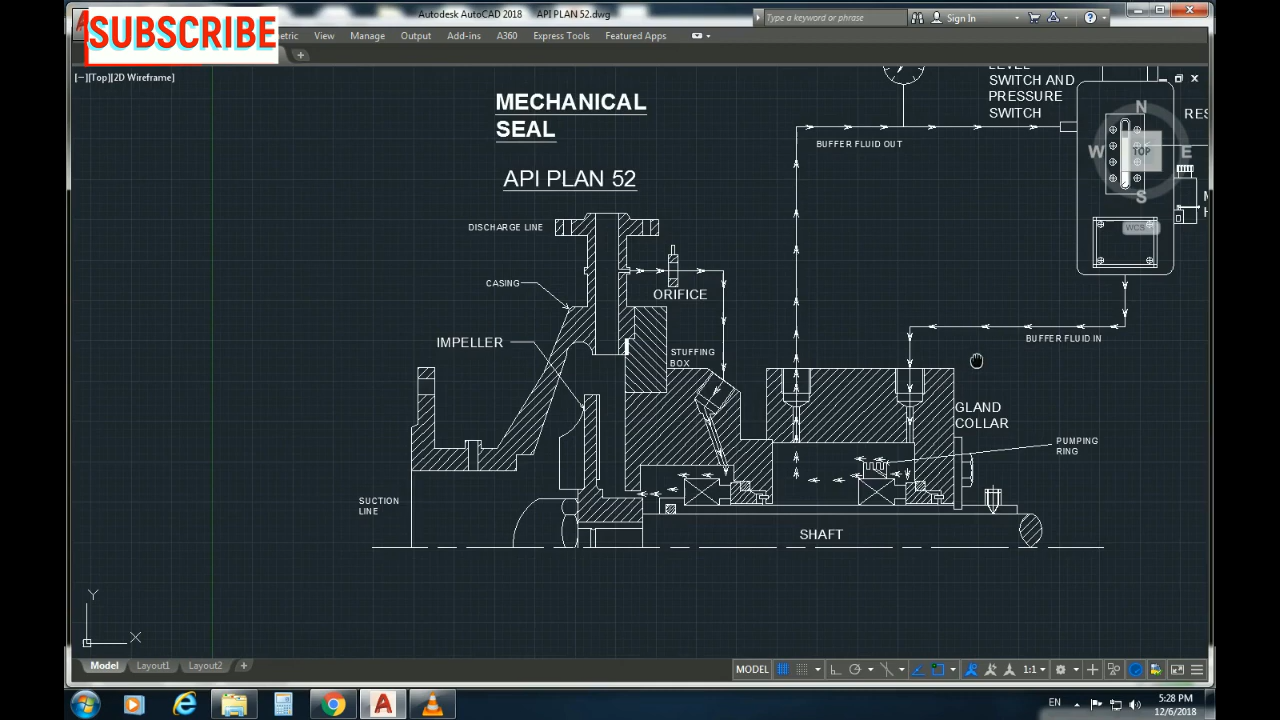 Autodesk AutoCAD 2018 API PLAN 52.dwg
Type a keyword or phrase
Sign In
SUBSCRIBE
View Manage Output Add-ins A360 Express Tools Featured Apps
[−][Top][2D Wireframe]
MECHANICAL
SEAL
API PLAN 52
SWITCH AND
PRESSURE
SWITCH
BUFFER FLUID OUT
N
W
TOP
E
S
WCS
DISCHARGE LINE
CASING
ORIFICE
IMPELLER
STUFFING
BOX
BUFFER FLUID IN
GLAND
COLLAR
PUMPING
RING
SUCTION
LINE
SHAFT
Y
X
Model Layout1 Layout2 +
MODEL
1:1
EN
5:28 PM
12/6/2018